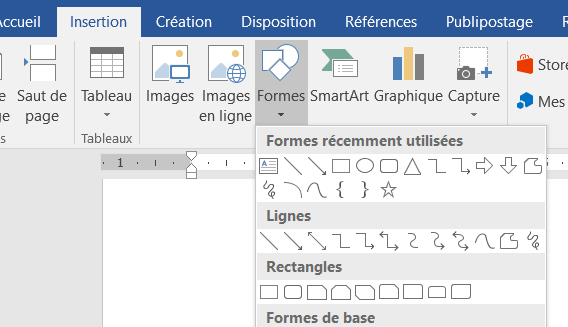 Accueil Insertion Création Disposition Références Publipostage R
Saut de page
Tableau
Images
Images en ligne
Formes
SmartArt
Graphique
Capture
Store
Mes
Tableaux
1
Formes récemment utilisées
Lignes
Rectangles
Formes de base